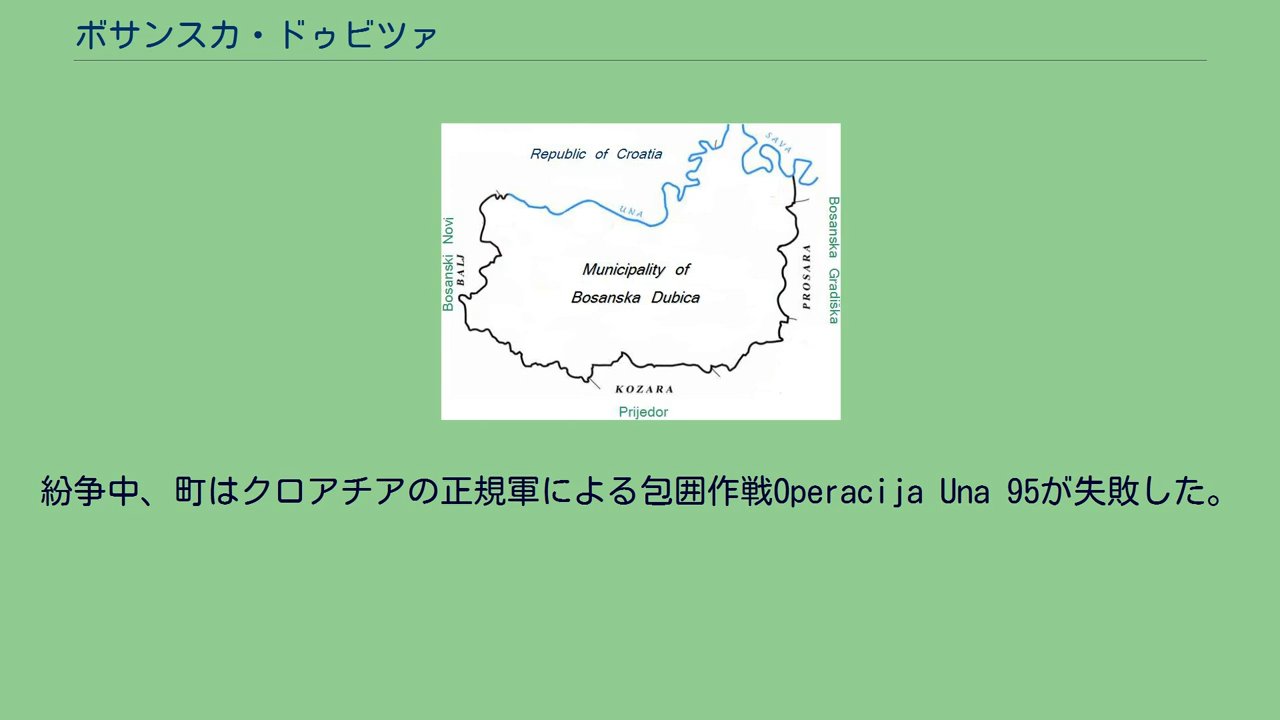 ボサンスカ・ドゥビツァ
Republic of Croatia
SAVA
UNA
Bosanski Novi
BALJ
Municipality of
Bosanska Dubica
PROSARA
Bosanska Gradiška
KOZARA
Prijedor
紛争中、町はクロアチアの正規軍による包囲作戦Operacija Una 95が失敗した。